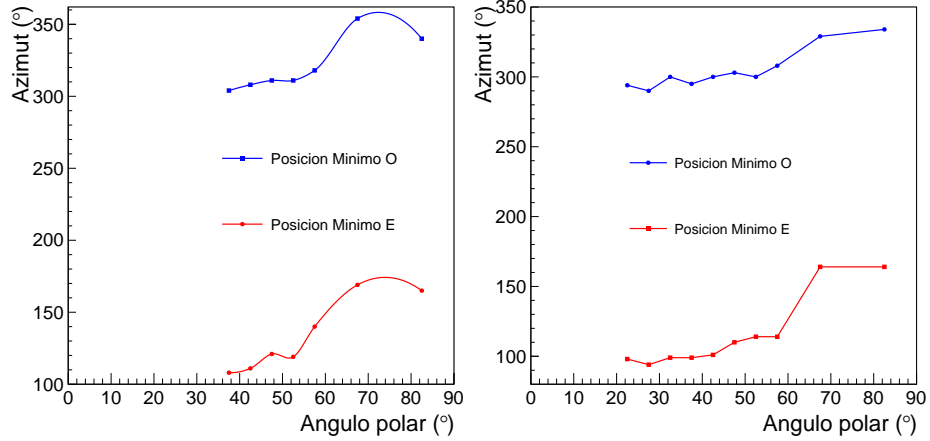 Azimut (°)
350
300
250
200
150
100
Posicion Minimo O
Posicion Minimo E
0 10 20 30 40 50 60 70 80 90
Angulo polar (°)
Azimut (°)
350
300
250
200
150
100
Posicion Minimo O
Posicion Minimo E
0 10 20 30 40 50 60 70 80 90
Angulo polar (°)